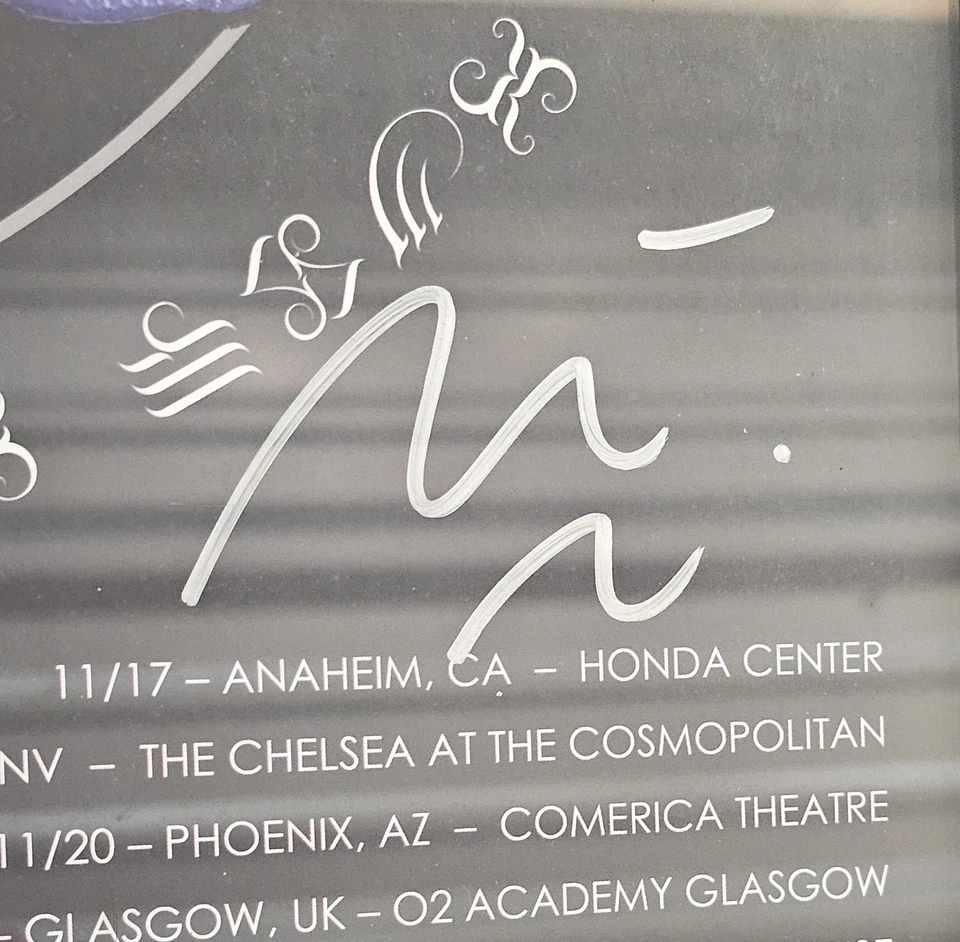 11/17 – ANAHEIM, CA – HONDA CENTER
NV – THE CHELSEA AT THE COSMOPOLITAN
11/20 – PHOENIX, AZ – COMERICA THEATRE
– GLASGOW, UK – O2 ACADEMY GLASGOW